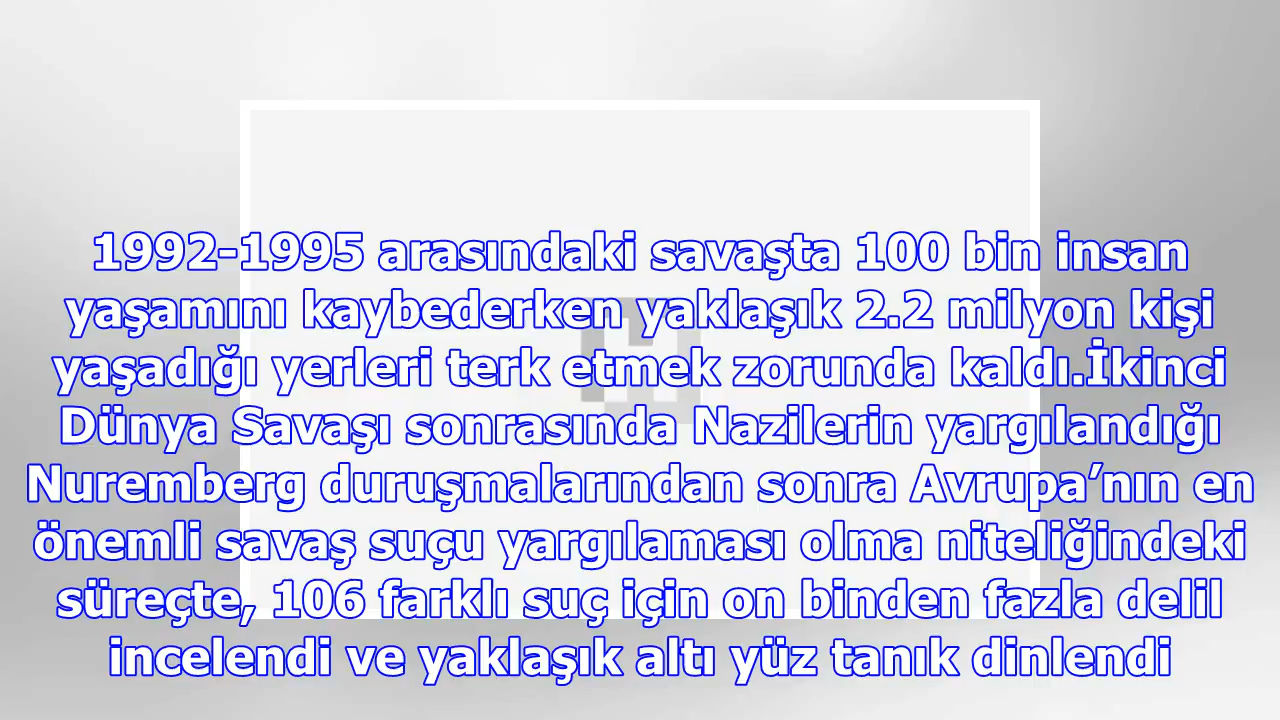 1992-1995 arasındaki savaşta 100 bin insan
yaşamını kaybederken yaklaşık 2.2 milyon kişi
yaşadığı yerleri terk etmek zorunda kaldı.İkinci
Dünya Savaşı sonrasında Nazilerin yargılandığı
Nuremberg duruşmalarından sonra Avrupa’nın en
önemli savaş suçu yargılaması olma niteliğindeki
süreçte, 106 farklı suç için on binden fazla delil
incelendi ve yaklaşık altı yüz tanık dinlendi